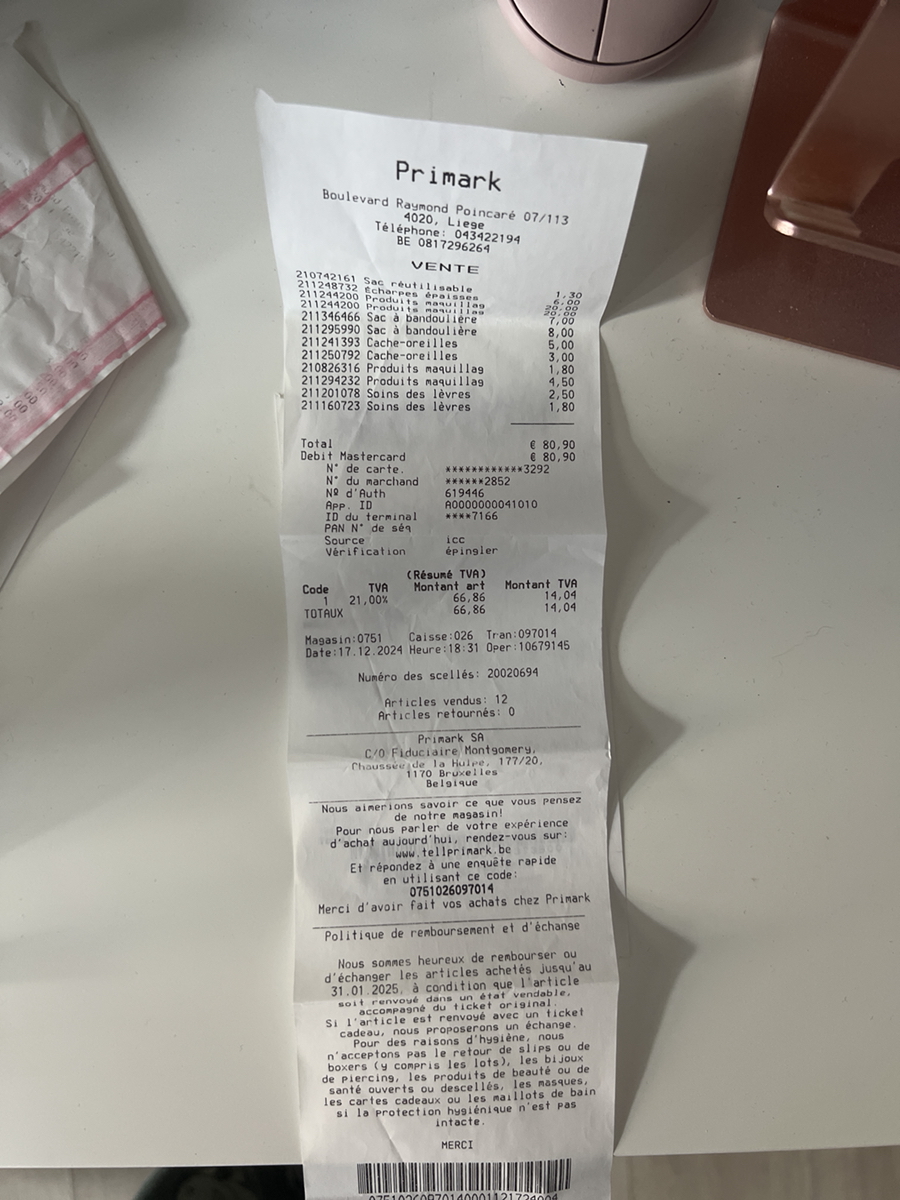 Primark
Boulevard Raymond Poincaré 07/113
4020, Liege
Téléphone: 043422194
BE 0817296264
VENTE
210742161 Sac réutilisable 1,30
211248732 Écharpes épaisses 6,00
211244200 Produits maquillag 20,00
211244200 Produits maquillag 20,00
211346466 Sac à bandoulière 7,00
211295990 Sac à bandoulière 8,00
211241393 Cache-oreilles 5,00
211250792 Cache-oreilles 3,00
210826316 Produits maquillag 1,80
211294232 Produits maquillag 4,50
211201078 Soins des lèvres 2,50
211160723 Soins des lèvres 1,80
Total € 80,90
Debit Mastercard € 80,90
N° de carte. ************3292
N° du marchand ******2852
Nº d'Auth 619446
App. ID A0000000041010
ID du terminal ****7166
PAN N° de séq
Source icc
Vérification épingler
(Résumé TVA)
Code TVA Montant art Montant TVA
1 21,00% 66,86 14,04
TOTAUX 66,86 14,04
Magasin:0751 Caisse:026 Tran:097014
Date:17.12.2024 Heure:18:31 Oper:10679145
Numéro des scellés: 20020694
Articles vendus: 12
Articles retournés: 0
Primark SA
C/O Fiduciaire Montgomery,
Chaussée de la Hulpe, 177/20,
1170 Bruxelles
Belgique
Nous aimerions savoir ce que vous pensez
de notre magasin!
Pour nous parler de votre expérience
d'achat aujourd'hui, rendez-vous sur:
www.tellprimark.be
Et répondez à une enquête rapide
en utilisant ce code:
0751026097014
Merci d'avoir fait vos achats chez Primark
Politique de remboursement et d'échange
Nous sommes heureux de rembourser ou
d'échanger les articles achetés jusqu'au
31.01.2025, à condition que l'article
soit renvoyé dans un état vendable,
accompagné du ticket original.
Si l'article est renvoyé avec un ticket
cadeau, nous proposerons un échange.
Pour des raisons d'hygiène, nous
n'acceptons pas le retour de slips ou de
boxers (y compris les lots), les bijoux
de piercing, les produits de beauté ou de
santé ouverts ou descellés, les masques,
les cartes cadeaux ou les maillots de bain
si la protection hygiénique n'est pas
intacte.
MERCI